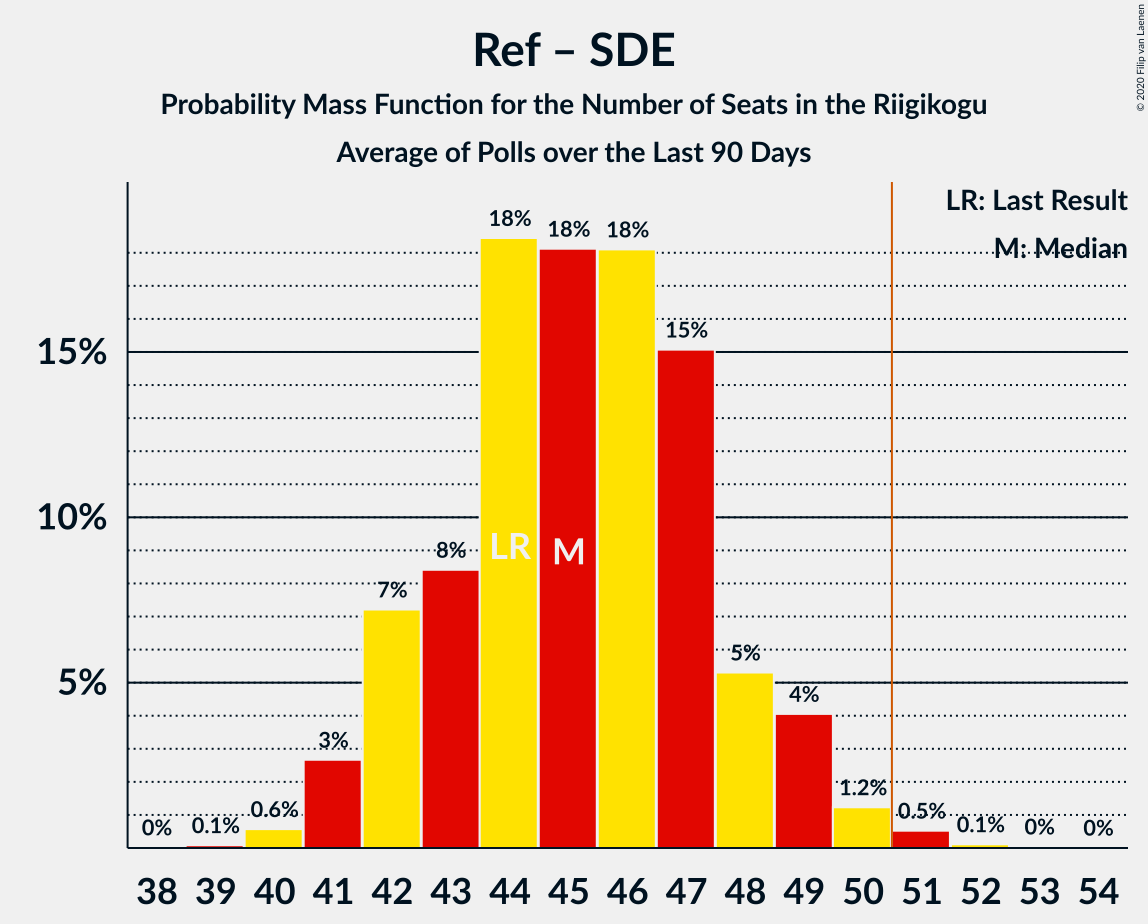 Ref – SDE
Probability Mass Function for the Number of Seats in the Riigikogu
Average of Polls over the Last 90 Days
© 2020 Filip van Laenen
LR: Last Result
M: Median
18%
18%
18%
15%
15%
10%
8%
LR
M
7%
5%
5%
4%
3%
0%
0.1%
0.6%
1.2%
0.5%
0.1%
0%
0%
38 39 40 41 42 43 44 45 46 47 48 49 50 51 52 53 54